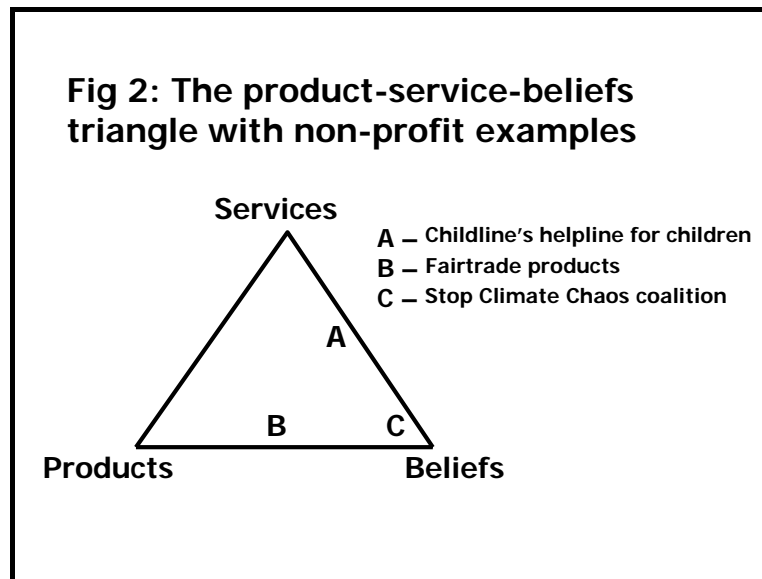 Fig 2: The product-service-beliefs
triangle with non-profit examples
Services
A – Childline's helpline for children
B – Fairtrade products
C – Stop Climate Chaos coalition
A
B
C
Products
Beliefs